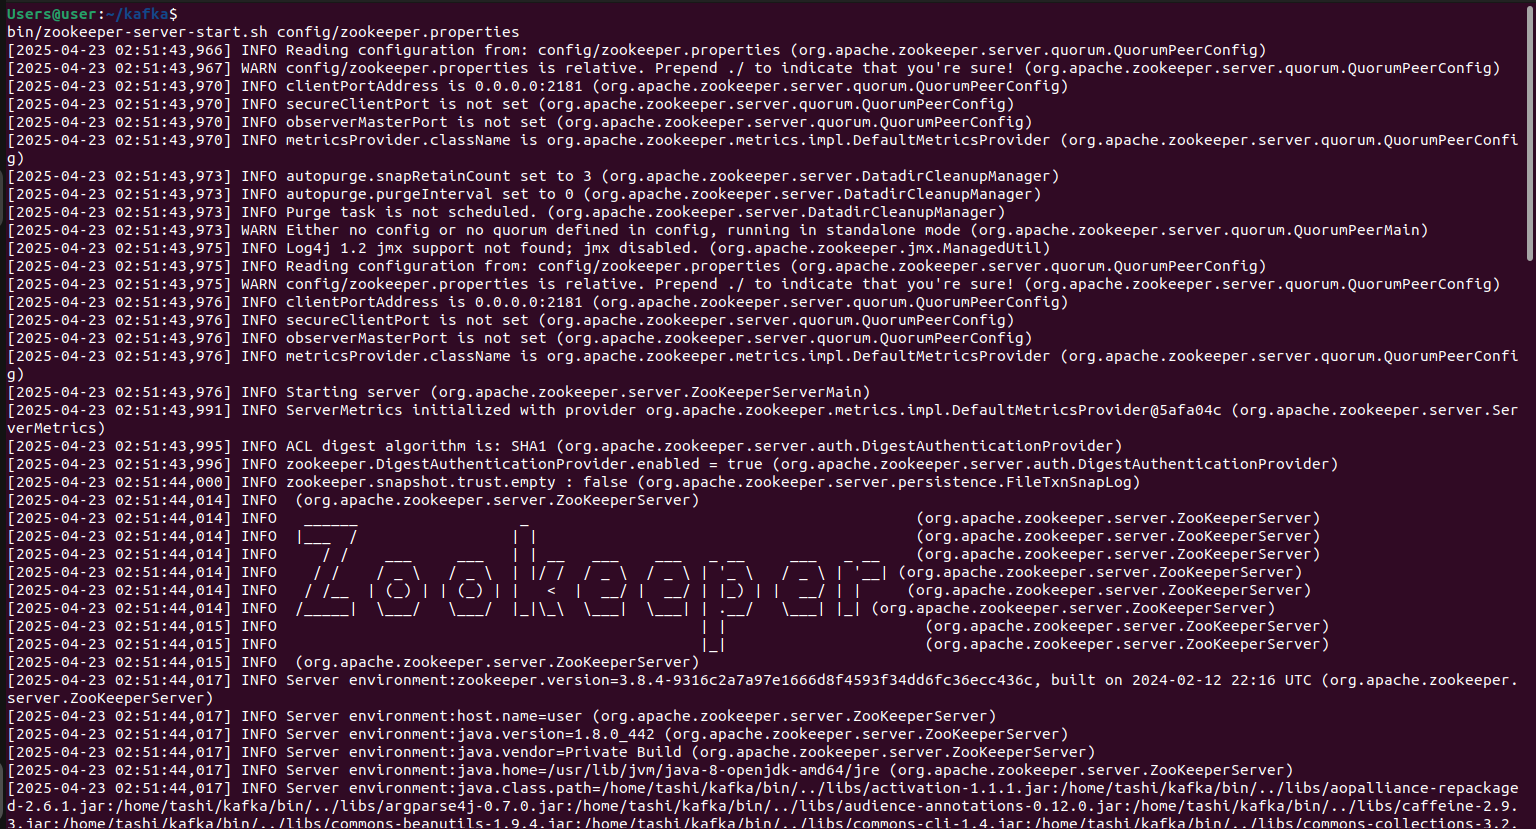 Users@user:~/kafka$
bin/zookeeper-server-start.sh config/zookeeper.properties
[2025-04-23 02:51:43,966] INFO Reading configuration from: config/zookeeper.properties (org.apache.zookeeper.server.quorum.QuorumPeerConfig)
[2025-04-23 02:51:43,967] WARN config/zookeeper.properties is relative. Prepend ./ to indicate that you're sure! (org.apache.zookeeper.server.quorum.QuorumPeerConfig)
[2025-04-23 02:51:43,970] INFO clientPortAddress is 0.0.0.0:2181 (org.apache.zookeeper.server.quorum.QuorumPeerConfig)
[2025-04-23 02:51:43,970] INFO secureClientPort is not set (org.apache.zookeeper.server.quorum.QuorumPeerConfig)
[2025-04-23 02:51:43,970] INFO observerMasterPort is not set (org.apache.zookeeper.server.quorum.QuorumPeerConfig)
[2025-04-23 02:51:43,970] INFO metricsProvider.className is org.apache.zookeeper.metrics.impl.DefaultMetricsProvider (org.apache.zookeeper.server.quorum.QuorumPeerConfi
g)
[2025-04-23 02:51:43,973] INFO autopurge.snapRetainCount set to 3 (org.apache.zookeeper.server.DatadirCleanupManager)
[2025-04-23 02:51:43,973] INFO autopurge.purgeInterval set to 0 (org.apache.zookeeper.server.DatadirCleanupManager)
[2025-04-23 02:51:43,973] INFO Purge task is not scheduled. (org.apache.zookeeper.server.DatadirCleanupManager)
[2025-04-23 02:51:43,973] WARN Either no config or no quorum defined in config, running in standalone mode (org.apache.zookeeper.server.quorum.QuorumPeerMain)
[2025-04-23 02:51:43,975] INFO Log4j 1.2 jmx support not found; jmx disabled. (org.apache.zookeeper.jmx.ManagedUtil)
[2025-04-23 02:51:43,975] INFO Reading configuration from: config/zookeeper.properties (org.apache.zookeeper.server.quorum.QuorumPeerConfig)
[2025-04-23 02:51:43,975] WARN config/zookeeper.properties is relative. Prepend ./ to indicate that you're sure! (org.apache.zookeeper.server.quorum.QuorumPeerConfig)
[2025-04-23 02:51:43,976] INFO clientPortAddress is 0.0.0.0:2181 (org.apache.zookeeper.server.quorum.QuorumPeerConfig)
[2025-04-23 02:51:43,976] INFO secureClientPort is not set (org.apache.zookeeper.server.quorum.QuorumPeerConfig)
[2025-04-23 02:51:43,976] INFO observerMasterPort is not set (org.apache.zookeeper.server.quorum.QuorumPeerConfig)
[2025-04-23 02:51:43,976] INFO metricsProvider.className is org.apache.zookeeper.metrics.impl.DefaultMetricsProvider (org.apache.zookeeper.server.quorum.QuorumPeerConfi
g)
[2025-04-23 02:51:43,976] INFO Starting server (org.apache.zookeeper.server.ZooKeeperServerMain)
[2025-04-23 02:51:43,991] INFO ServerMetrics initialized with provider org.apache.zookeeper.metrics.impl.DefaultMetricsProvider@5afa04c (org.apache.zookeeper.server.Ser
verMetrics)
[2025-04-23 02:51:43,995] INFO ACL digest algorithm is: SHA1 (org.apache.zookeeper.server.auth.DigestAuthenticationProvider)
[2025-04-23 02:51:43,996] INFO zookeeper.DigestAuthenticationProvider.enabled = true (org.apache.zookeeper.server.auth.DigestAuthenticationProvider)
[2025-04-23 02:51:44,000] INFO zookeeper.snapshot.trust.empty : false (org.apache.zookeeper.server.persistence.FileTxnSnapLog)
[2025-04-23 02:51:44,014] INFO  (org.apache.zookeeper.server.ZooKeeperServer)
[2025-04-23 02:51:44,014] INFO   ______                  _                                           (org.apache.zookeeper.server.ZooKeeperServer)
[2025-04-23 02:51:44,014] INFO  |___  /                 | |                                          (org.apache.zookeeper.server.ZooKeeperServer)
[2025-04-23 02:51:44,014] INFO     / /    ___     ___   | | __   ___    ___   _ __     ___   _ __    (org.apache.zookeeper.server.ZooKeeperServer)
[2025-04-23 02:51:44,014] INFO    / /    / _ \   / _ \  | |/ /  / _ \  / _ \ | '_ \   / _ \ | '__| (org.apache.zookeeper.server.ZooKeeperServer)
[2025-04-23 02:51:44,014] INFO   / /__  | (_) | | (_) | |   <  |  __/ |  __/ | |_) | |  __/ | |     (org.apache.zookeeper.server.ZooKeeperServer)
[2025-04-23 02:51:44,014] INFO  /_____|  \___/   \___/  |_|\_\  \___|  \___| | .__/   \___| |_| (org.apache.zookeeper.server.ZooKeeperServer)
[2025-04-23 02:51:44,015] INFO                                               | |                      (org.apache.zookeeper.server.ZooKeeperServer)
[2025-04-23 02:51:44,015] INFO                                               |_|                      (org.apache.zookeeper.server.ZooKeeperServer)
[2025-04-23 02:51:44,015] INFO  (org.apache.zookeeper.server.ZooKeeperServer)
[2025-04-23 02:51:44,017] INFO Server environment:zookeeper.version=3.8.4-9316c2a7a97e1666d8f4593f34dd6fc36ecc436c, built on 2024-02-12 22:16 UTC (org.apache.zookeeper.
server.ZooKeeperServer)
[2025-04-23 02:51:44,017] INFO Server environment:host.name=user (org.apache.zookeeper.server.ZooKeeperServer)
[2025-04-23 02:51:44,017] INFO Server environment:java.version=1.8.0_442 (org.apache.zookeeper.server.ZooKeeperServer)
[2025-04-23 02:51:44,017] INFO Server environment:java.vendor=Private Build (org.apache.zookeeper.server.ZooKeeperServer)
[2025-04-23 02:51:44,017] INFO Server environment:java.home=/usr/lib/jvm/java-8-openjdk-amd64/jre (org.apache.zookeeper.server.ZooKeeperServer)
[2025-04-23 02:51:44,017] INFO Server environment:java.class.path=/home/tashi/kafka/bin/../libs/activation-1.1.1.jar:/home/tashi/kafka/bin/../libs/aopalliance-repackage
d-2.6.1.jar:/home/tashi/kafka/bin/../libs/argparse4j-0.7.0.jar:/home/tashi/kafka/bin/../libs/audience-annotations-0.12.0.jar:/home/tashi/kafka/bin/../libs/caffeine-2.9.
3.jar:/home/tashi/kafka/bin/../libs/commons-beanutils-1.9.4.jar:/home/tashi/kafka/bin/../libs/commons-cli-1.4.jar:/home/tashi/kafka/bin/../libs/commons-collections-3.2.